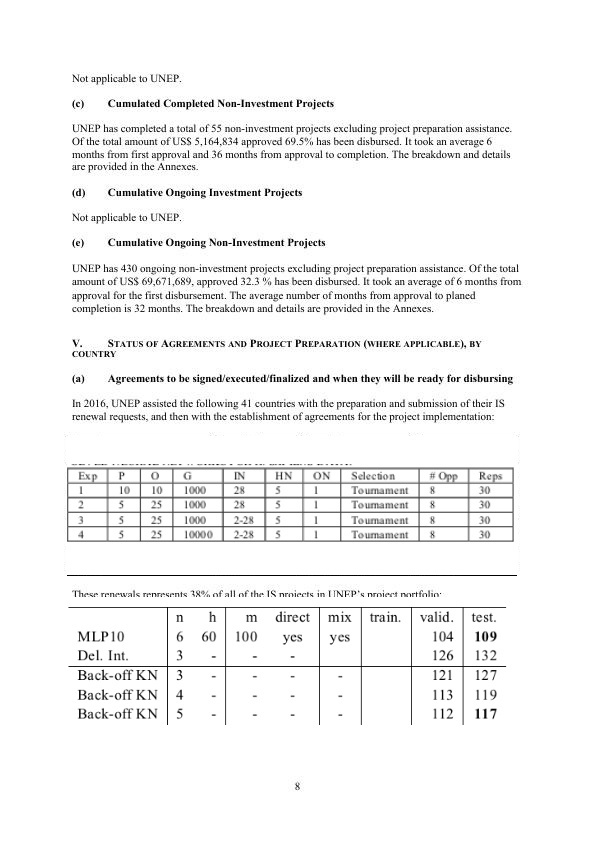 Not applicable to UNEP.
(c) Cumulated Completed Non-Investment Projects
UNEP has completed a total of 55 non-investment projects excluding project preparation assistance.
Of the total amount of US$ 5,164,834 approved 69.5% has been disbursed. It took an average 6
months from first approval and 36 months from approval to completion. The breakdown and details
are provided in the Annexes.
(d) Cumulative Ongoing Investment Projects
Not applicable to UNEP.
(e) Cumulative Ongoing Non-Investment Projects
UNEP has 430 ongoing non-investment projects excluding project preparation assistance. Of the total
amount of US$ 69,671,689, approved 32.3 % has been disbursed. It took an average of 6 months from
approval for the first disbursement. The average number of months from approval to planed
completion is 32 months. The breakdown and details are provided in the Annexes.
V. STATUS OF AGREEMENTS AND PROJECT PREPARATION (WHERE APPLICABLE), BY
COUNTRY
(a) Agreements to be signed/executed/finalized and when they will be ready for disbursing
In 2016, UNEP assisted the following 41 countries with the preparation and submission of their IS
renewal requests, and then with the establishment of agreements for the project implementation:
Exp P O G IN HN ON Selection # Opp Reps
1 10 10 1000 28 5 1 Tournament 8 30
2 5 25 1000 28 5 1 Tournament 8 30
3 5 25 1000 2-28 5 1 Tournament 8 30
4 5 25 10000 2-28 5 1 Tournament 8 30
These renewals represents 38% of all of the IS projects in UNEP's project portfolio:
n h m direct mix train. valid. test.
MLP10 6 60 100 yes yes 104 109
Del. Int. 3 - - - 126 132
Back-off KN 3 - - - - 121 127
Back-off KN 4 - - - - 113 119
Back-off KN 5 - - - - 112 117
8